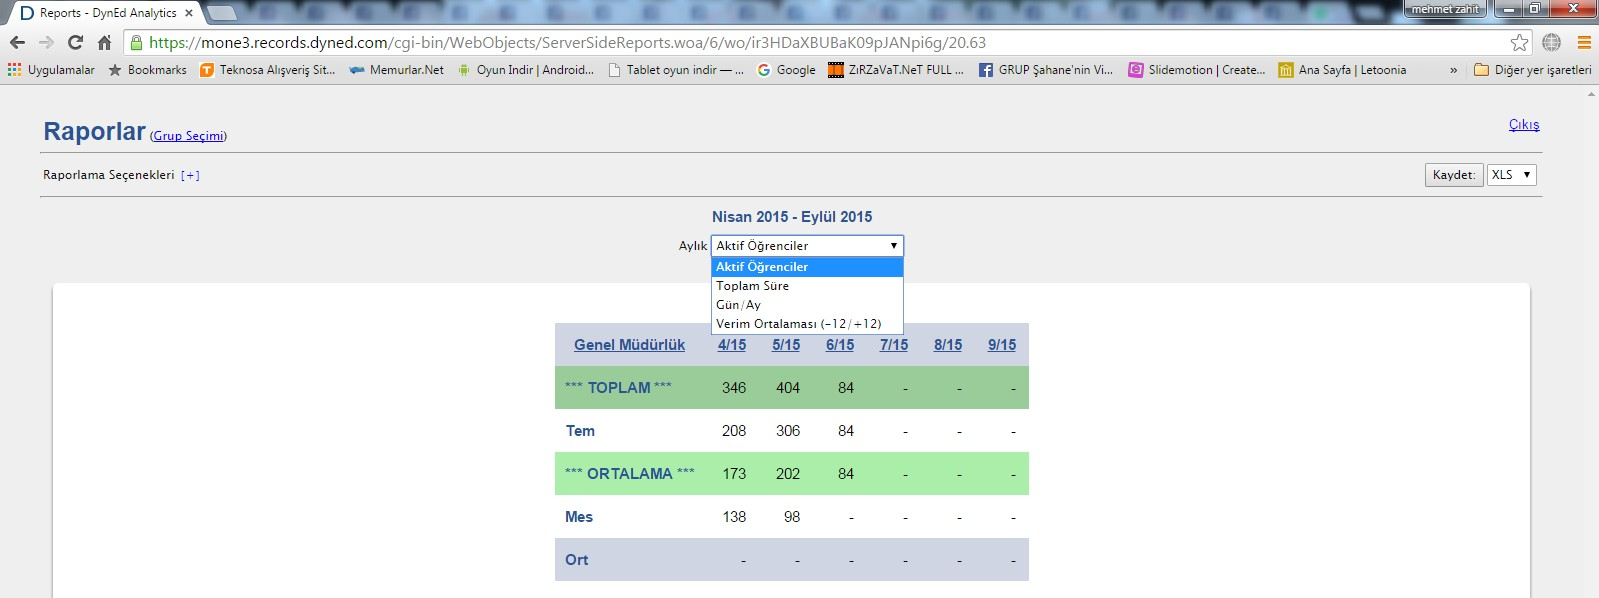 Reports - DynEd Analytics
mehmet zahit
https://mone3.records.dyned.com/cgi-bin/WebObjects/ServerSideReports.woa/6/wo/ir3HDaXBUBaK09pJANpi6g/20.63
Uygulamalar Bookmarks Teknosa Alışveriş Sit... Memurlar.Net Oyun Indir | Android... Tablet oyun indir — ... Google ZıRZaVaT.NeT FULL ... GRUP Şahane'nin Vi... Slidemotion | Create... Ana Sayfa | Letoonia » Diğer yer işaretleri
Raporlar (Grup Seçimi) Çıkış
Raporlama Seçenekleri [+] Kaydet: XLS
Nisan 2015 - Eylül 2015
Aylık Aktif Öğrenciler
Aktif Öğrenciler
Toplam Süre
Gün/Ay
Verim Ortalaması (-12/+12)
Genel Müdürlük 4/15 5/15 6/15 7/15 8/15 9/15
*** TOPLAM *** 346 404 84 - - -
Tem 208 306 84 - - -
*** ORTALAMA *** 173 202 84 - - -
Mes 138 98 - - - -
Ort - - - - - -